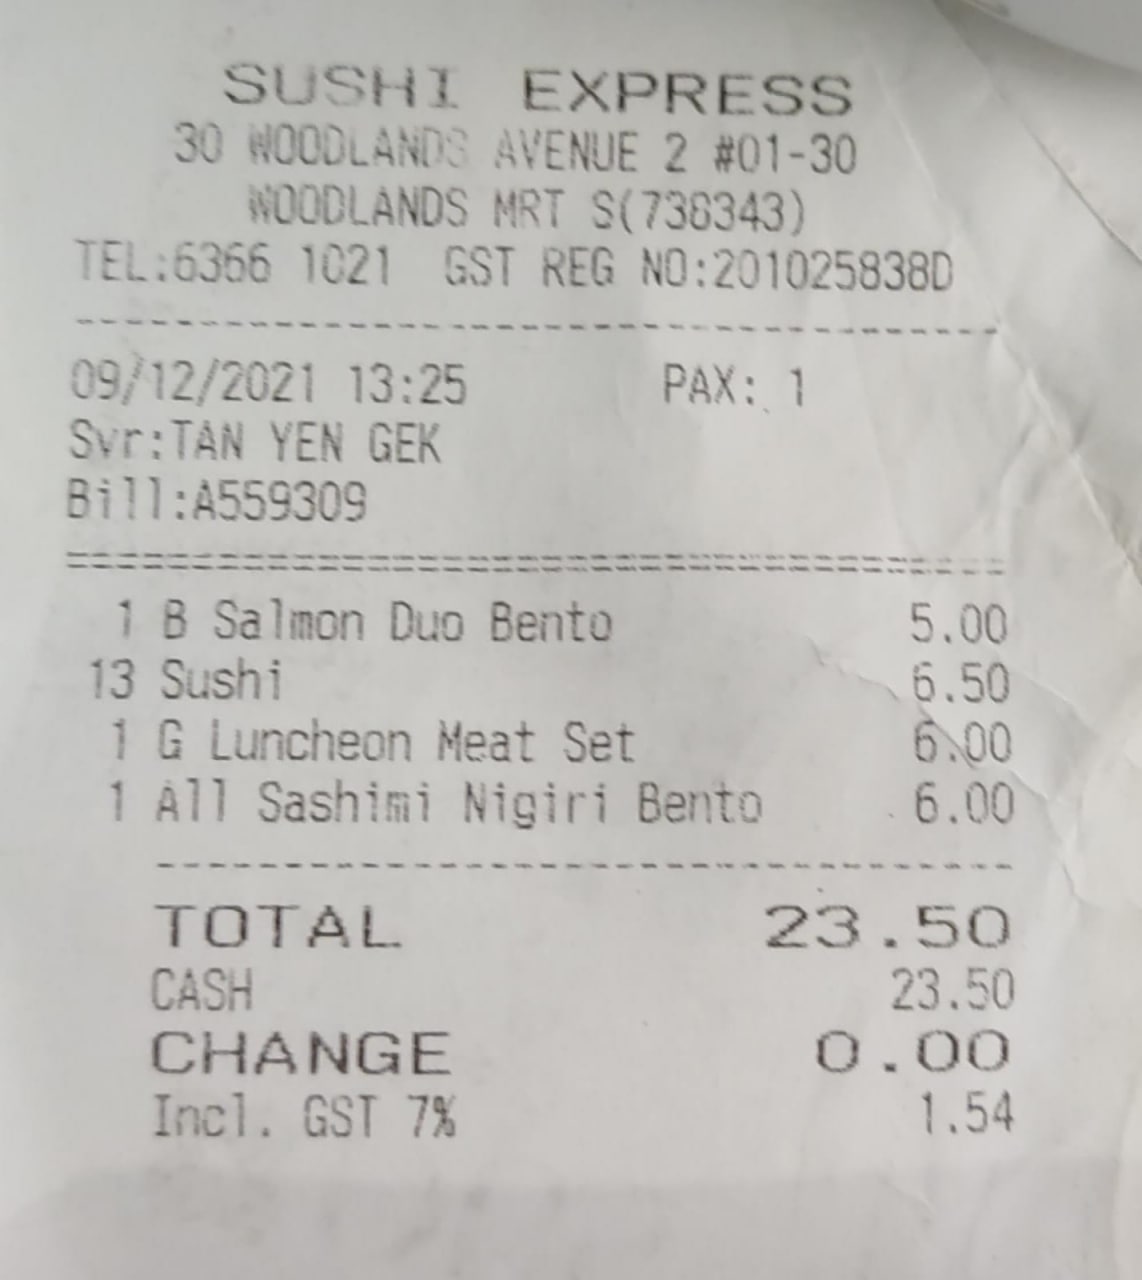 SUSHI EXPRESS
30 WOODLANDS AVENUE 2 #01-30
WOODLANDS MRT S(738343)
TEL:6366 1021 GST REG NO:201025838D
09/12/2021 13:25 PAX: 1
Svr:TAN YEN GEK
Bill:A559309
1 B Salmon Duo Bento 5.00
13 Sushi 6.50
1 G Luncheon Meat Set 6.00
1 All Sashimi Nigiri Bento 6.00
TOTAL 23.50
CASH 23.50
CHANGE 0.00
Incl. GST 7% 1.54